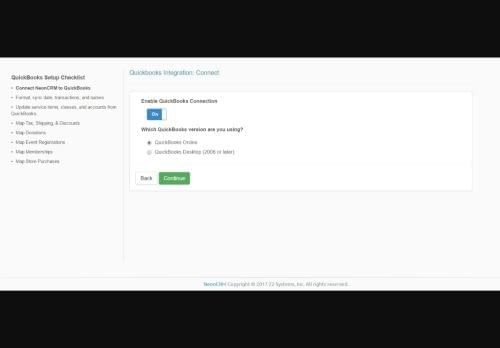 QuickBooks Setup Checklist
Connect NeonCRM to QuickBooks
Format, sync date, transactions, and names
Update service items, classes, and accounts from
QuickBooks
Map Tax, Shipping, & Discounts
Map Donations
Map Event Registrations
Map Memberships
Map Store Purchases
Quickbooks Integration: Connect
Enable QuickBooks Connection
On
Which QuickBooks version are you using?
QuickBooks Online
QuickBooks Desktop (2006 or later)
Back
Continue
NeonCRM Copyright © 2017 Z2 Systems, Inc. All rights reserved.